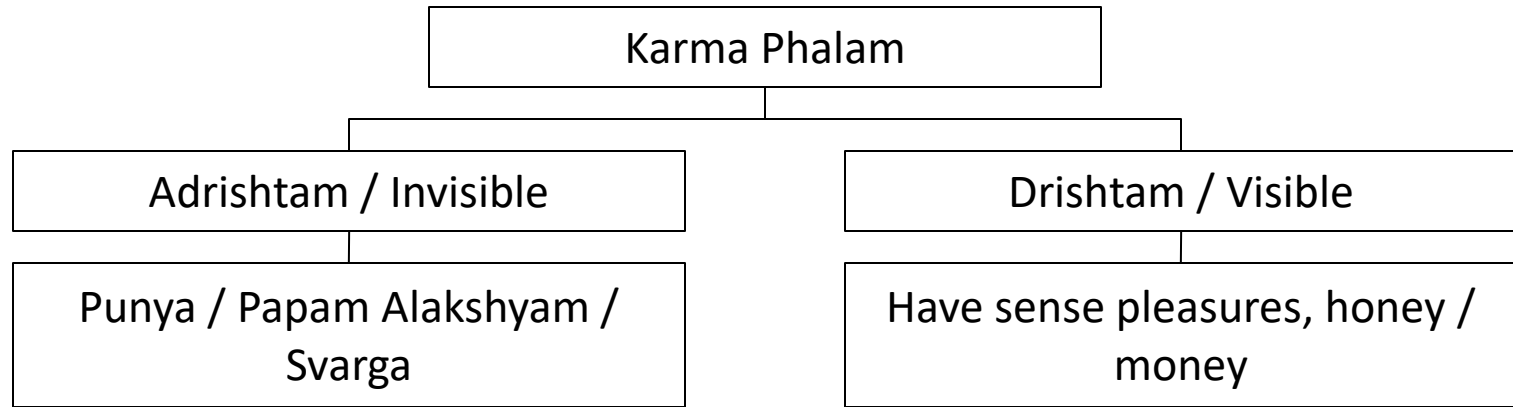 Karma Phalam
Adrishtam / Invisible
Drishtam / Visible
Punya / Papam Alakshyam /
Svarga
Have sense pleasures, honey /
money